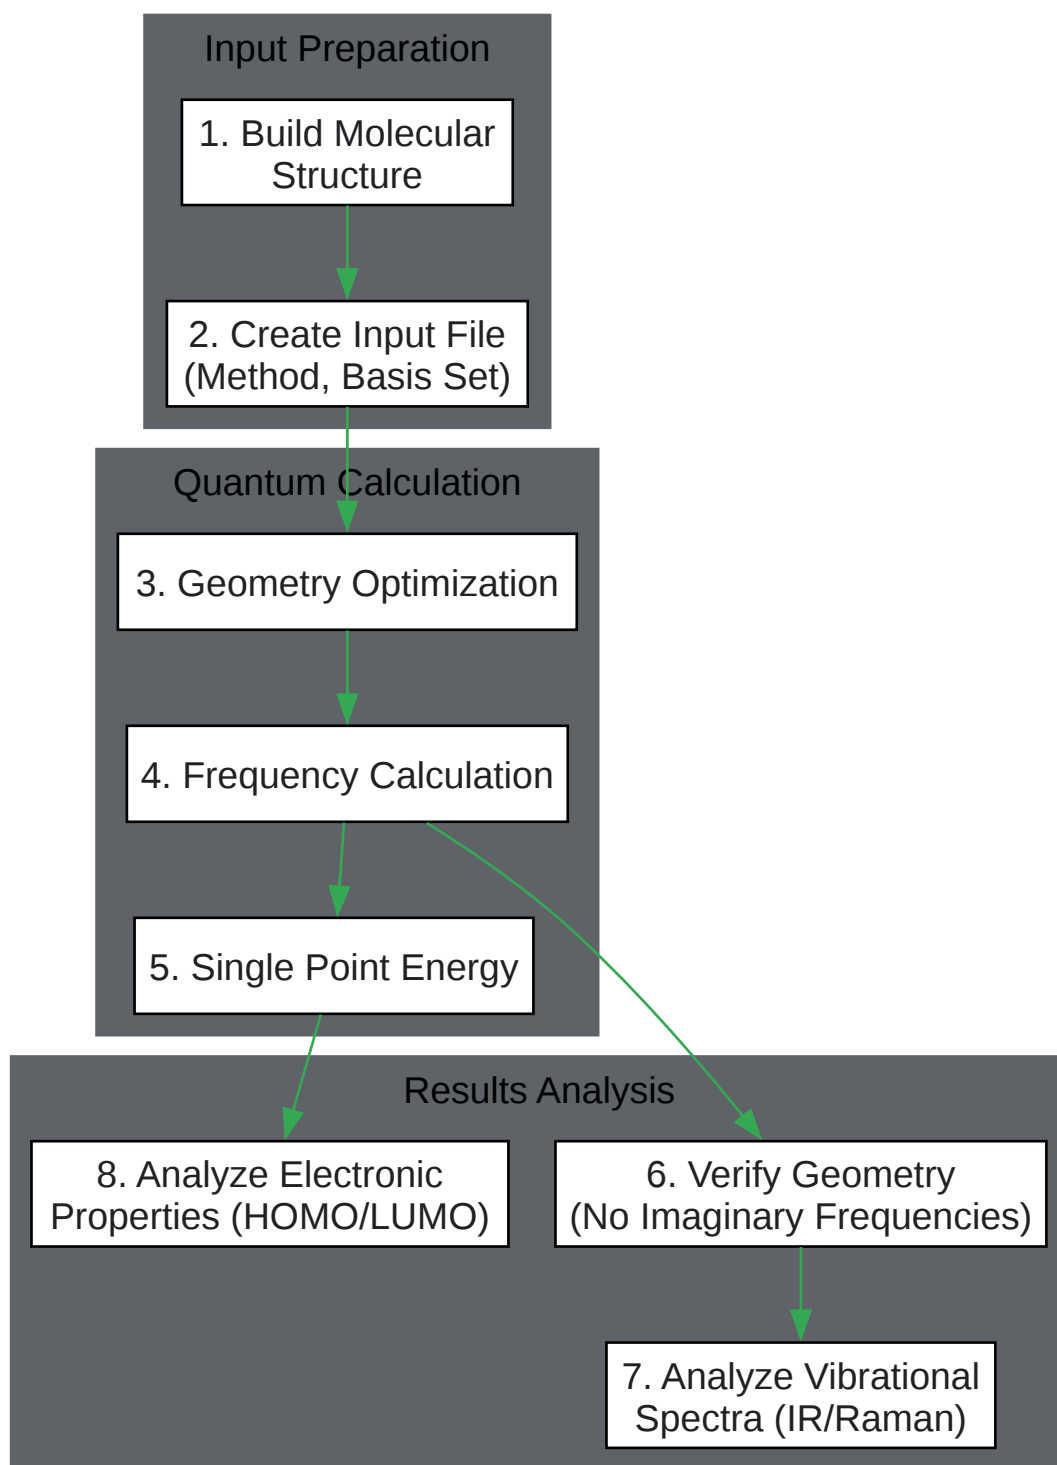 Input Preparation
1. Build Molecular
Structure
2. Create Input File
(Method, Basis Set)
Quantum Calculation
3. Geometry Optimization
4. Frequency Calculation
5. Single Point Energy
Results Analysis
8. Analyze Electronic
Properties (HOMO/LUMO)
6. Verify Geometry
(No Imaginary Frequencies)
7. Analyze Vibrational
Spectra (IR/Raman)